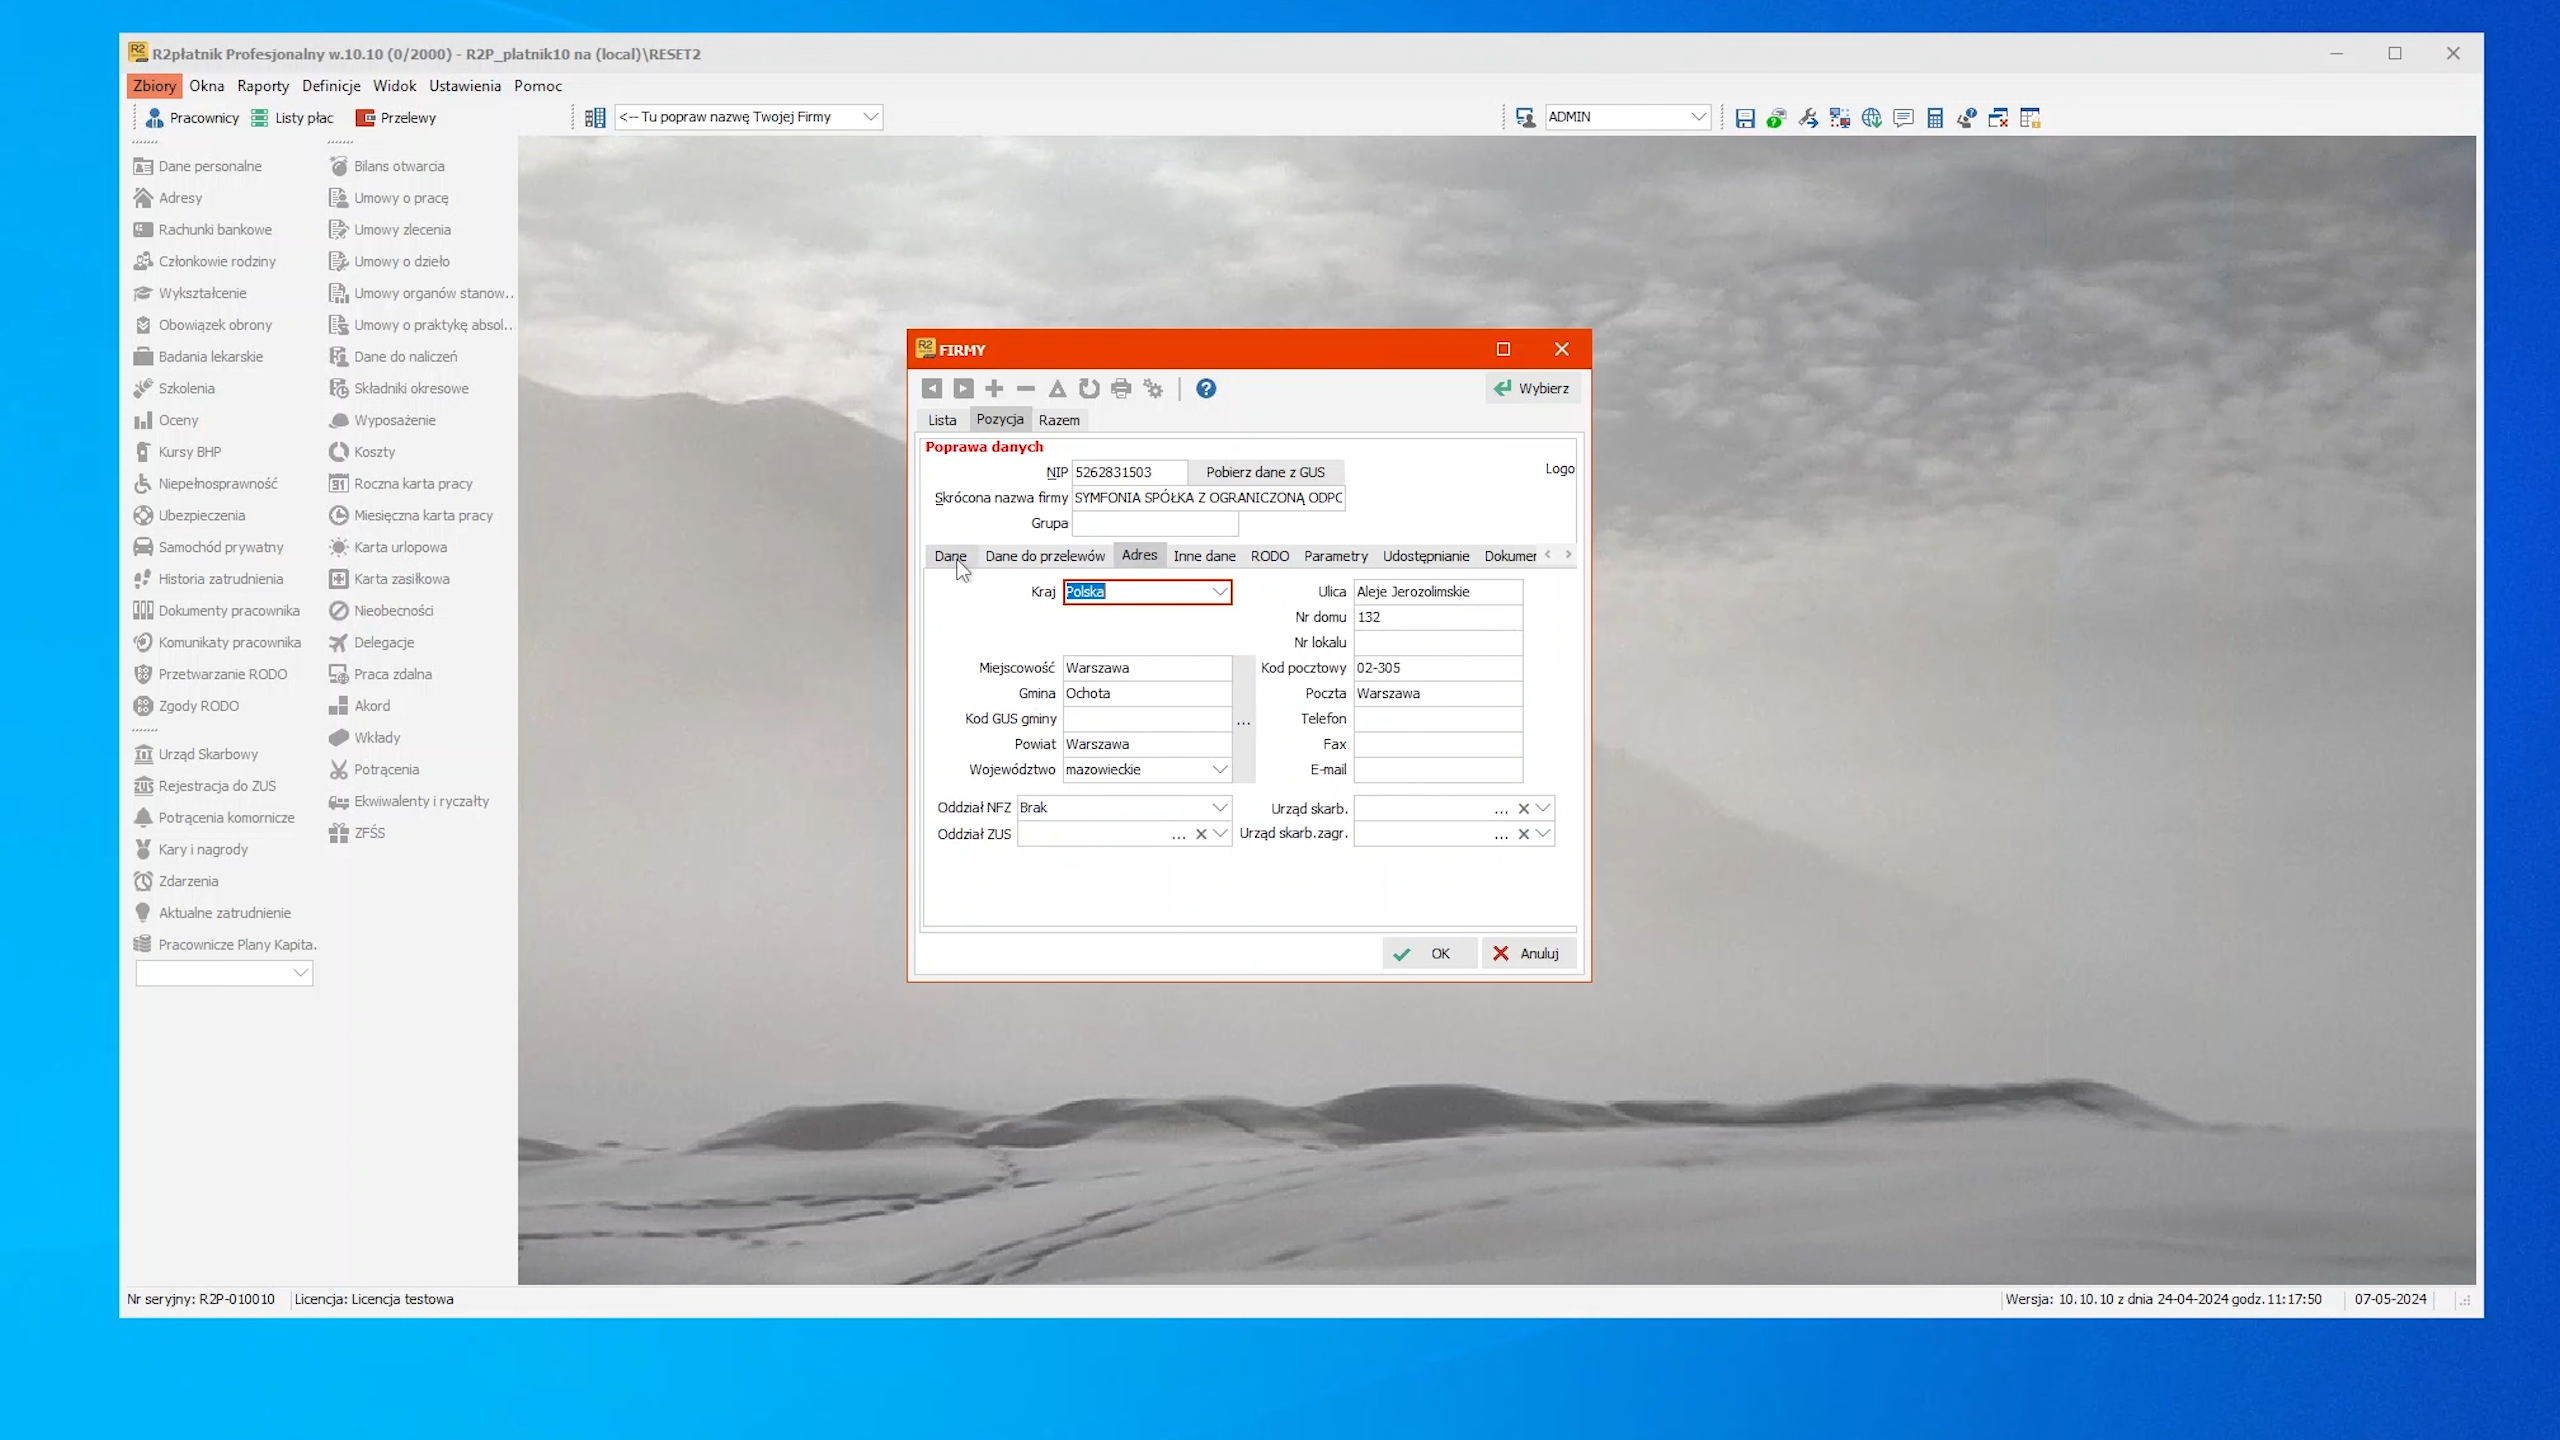 R2płatnik Profesjonalny w.10.10 (0/2000) - R2P_platnik10 na (local)\RESET2
Zbiory Okna Raporty Definicje Widok Ustawienia Pomoc
Pracownicy Listy płac Przelewy <-- Tu popraw nazwę Twojej Firmy ADMIN
Dane personalne
Adresy
Rachunki bankowe
Członkowie rodziny
Wykształcenie
Obowiązek obrony
Badania lekarskie
Szkolenia
Oceny
Kursy BHP
Niepełnosprawność
Ubezpieczenia
Samochód prywatny
Historia zatrudnienia
Dokumenty pracownika
Komunikaty pracownika
Przetwarzanie RODO
Zgody RODO
Urząd Skarbowy
Rejestracja do ZUS
Potrącenia komornicze
Kary i nagrody
Zdarzenia
Aktualne zatrudnienie
Pracownicze Plany Kapita.
Bilans otwarcia
Umowy o pracę
Umowy zlecenia
Umowy o dzieło
Umowy organów stanow...
Umowy o praktykę absol...
Dane do naliczeń
Składniki okresowe
Wyposażenie
Koszty
Roczna karta pracy
Miesięczna karta pracy
Karta urlopowa
Karta zasiłkowa
Nieobecności
Delegacje
Praca zdalna
Akord
Wkłady
Potrącenia
Ekwiwalenty i ryczałty
ZFŚS
R2 FIRMY
Wybierz
Lista Pozycja Razem
Poprawa danych
NIP 5262831503 Pobierz dane z GUS Logo
Skrócona nazwa firmy SYMFONIA SPÓŁKA Z OGRANICZONĄ ODPO
Grupa
Dane Dane do przelewów Adres Inne dane RODO Parametry Udostępnianie Dokumen
Kraj Polska Ulica Aleje Jerozolimskie
Nr domu 132
Nr lokalu
Miejscowość Warszawa Kod pocztowy 02-305
Gmina Ochota Poczta Warszawa
Kod GUS gminy ... Telefon
Powiat Warszawa Fax
Województwo mazowieckie E-mail
Oddział NFZ Brak Urząd skarb. ...
Oddział ZUS ... Urząd skarb.zagr. ...
OK Anuluj
Nr seryjny: R2P-010010 Licencja: Licencja testowa Wersja: 10.10.10 z dnia 24-04-2024 godz.11:17:50 07-05-2024